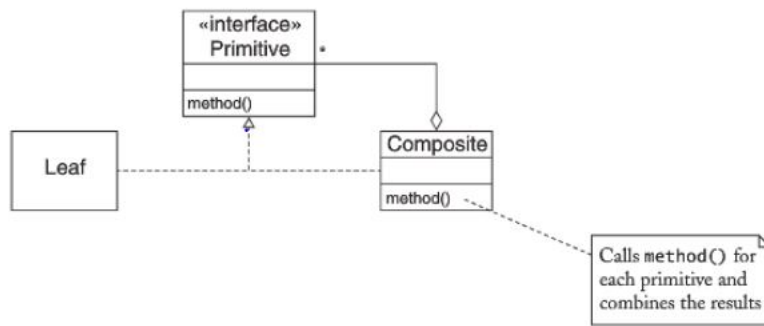 «interface»
Primitive
*
method()
Leaf
Composite
method()
Calls method() for
each primitive and
combines the results